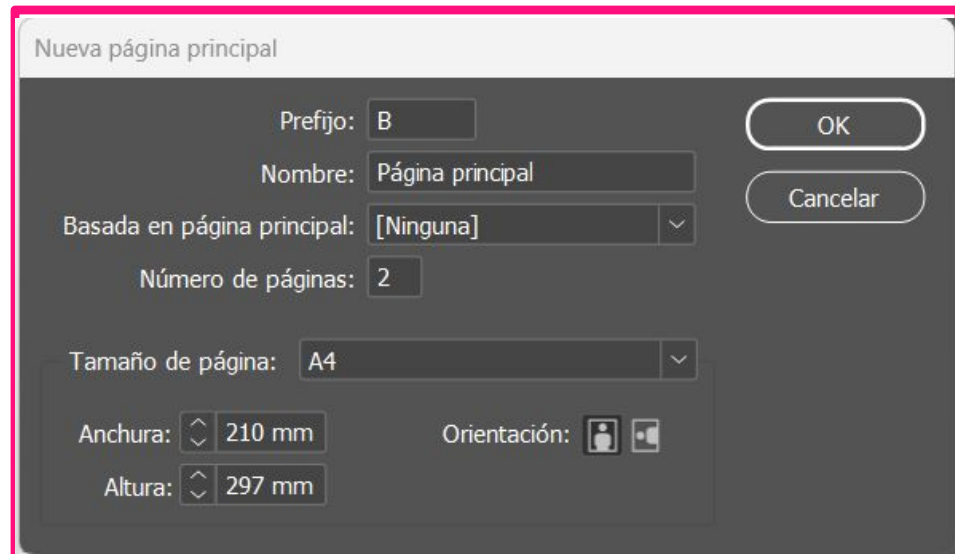 Nueva página principal
Prefijo: B
OK
Nombre: Página principal
Cancelar
Basada en página principal: [Ninguna]
Número de páginas: 2
Tamaño de página: A4
Anchura: 210 mm Orientación:
Altura: 297 mm